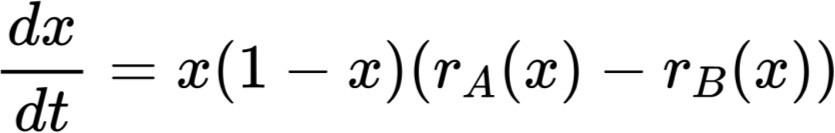 dx/dt = x(1 − x)(r_A(x) − r_B(x))